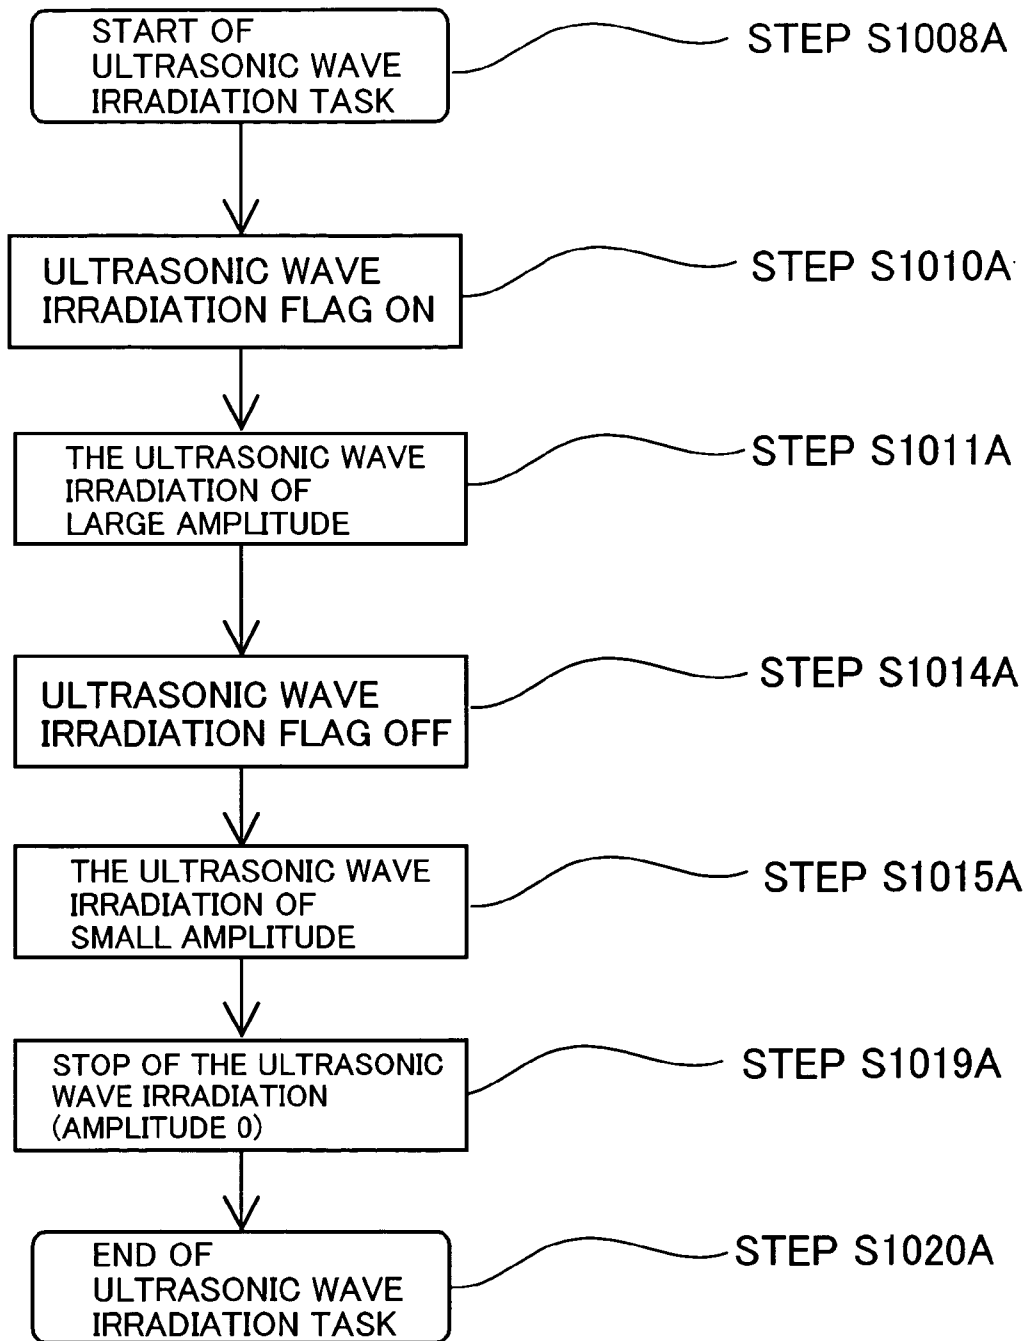 START OF
ULTRASONIC WAVE
IRRADIATION TASK
STEP S1008A
ULTRASONIC WAVE
IRRADIATION FLAG ON
STEP S1010A
THE ULTRASONIC WAVE
IRRADIATION OF
LARGE AMPLITUDE
STEP S1011A
ULTRASONIC WAVE
IRRADIATION FLAG OFF
STEP S1014A
THE ULTRASONIC WAVE
IRRADIATION OF
SMALL AMPLITUDE
STEP S1015A
STOP OF THE ULTRASONIC
WAVE IRRADIATION
(AMPLITUDE 0)
STEP S1019A
END OF
ULTRASONIC WAVE
IRRADIATION TASK
STEP S1020A